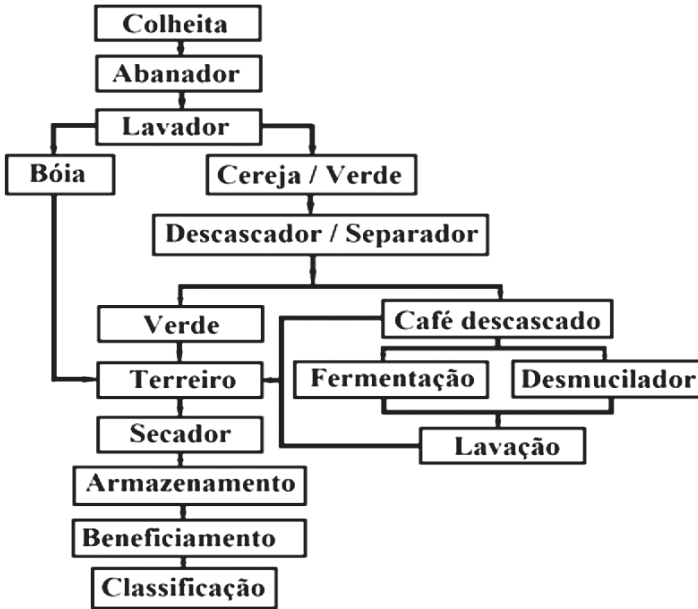 Colheita
Abanador
Lavador
Bóia
Cereja / Verde
Descascador / Separador
Verde
Café descascado
Terreiro
Fermentação
Desmucilador
Secador
Lavação
Armazenamento
Beneficiamento
Classificação